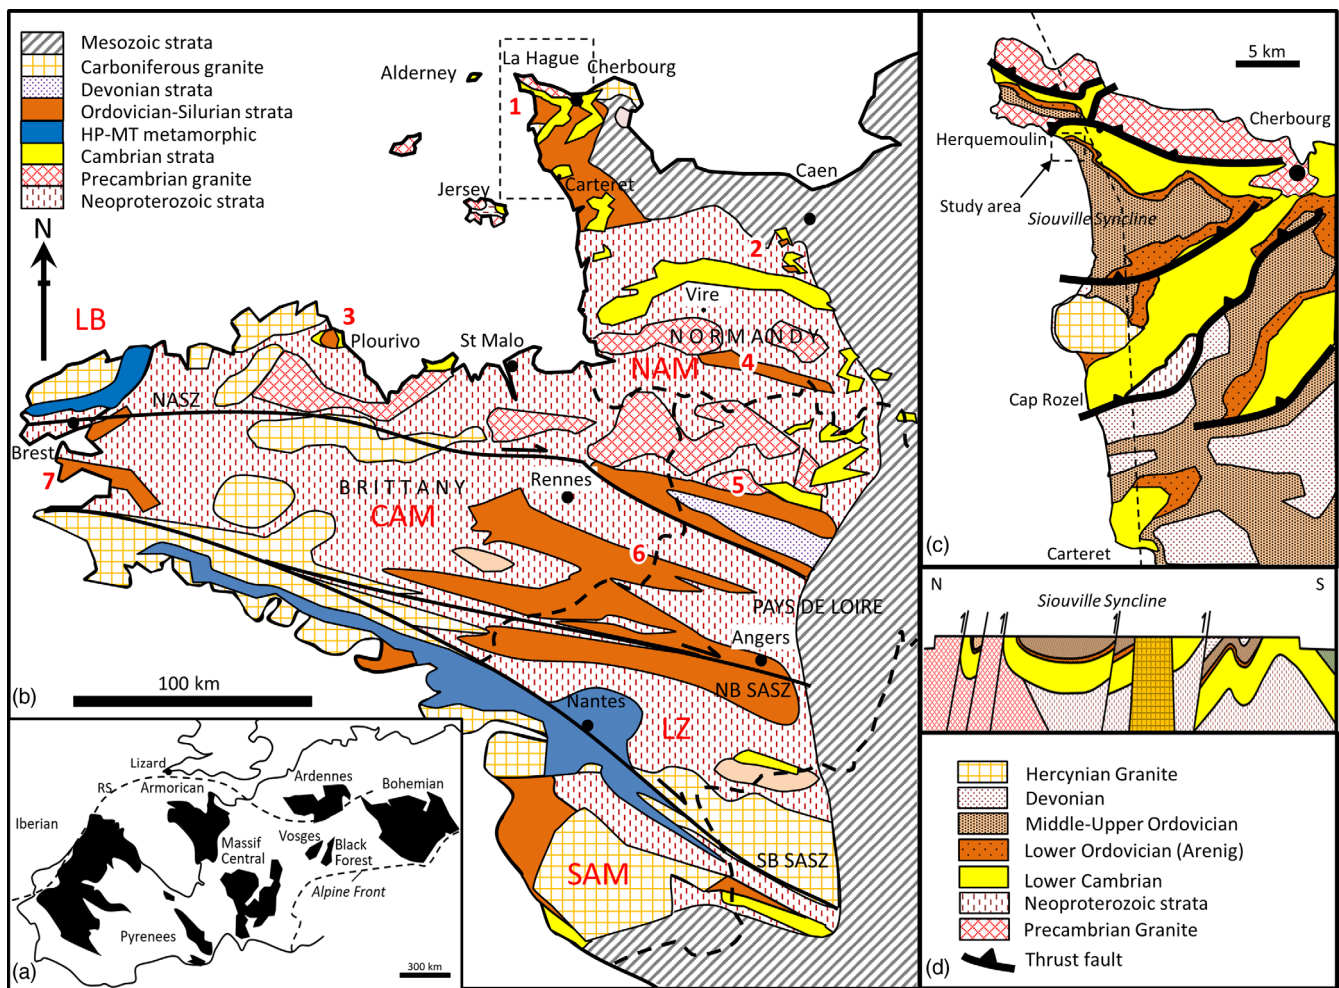 Mesozoic strata
Carboniferous granite
Devonian strata
Ordovician-Silurian strata
HP-MT metamorphic
Cambrian strata
Precambrian granite
Neoproterozoic strata
N
La Hague
Cherbourg
Alderney
1
Jersey
Carteret
Caen
2
Vire
NORMANDY
NAM
4
LB
3
Plourivo
St Malo
NASZ
Brest
7
BRITTANY
CAM
Rennes
5
6
PAYS DE LOIRE
Angers
NB SASZ
Nantes
LZ
SB SASZ
SAM
(b)
100 km
Lizard
RS
Armorican
Ardennes
Bohemian
Iberian
Vosges
Black
Forest
Massif
Central
Alpine Front
Pyrenees
(a)
300 km
5 km
Cherbourg
Herquemoulin
Study area
Siouville Syncline
Cap Rozel
Carteret
(c)
N
S
Siouville Syncline
Hercynian Granite
Devonian
Middle-Upper Ordovician
Lower Ordovician (Arenig)
Lower Cambrian
Neoproterozoic strata
Precambrian Granite
Thrust fault
(d)